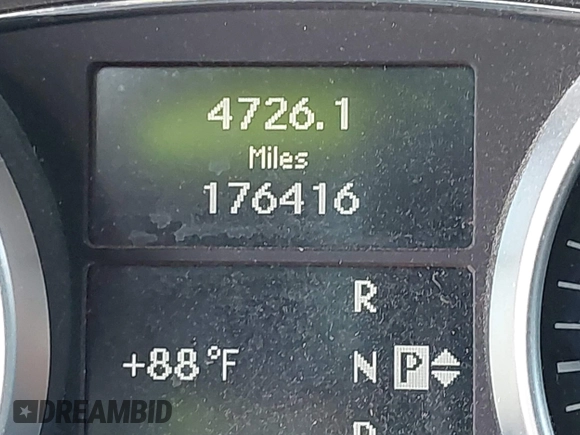 4726.1
Miles
176416
R
+88°F N P
D
DREAMBID